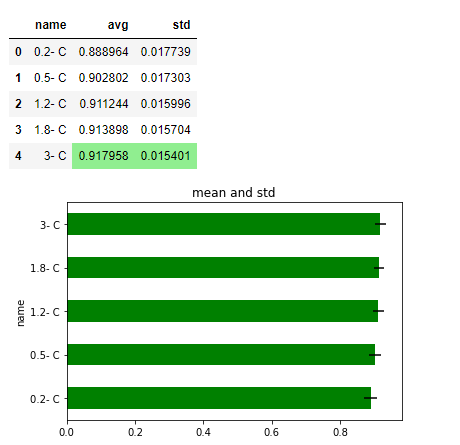 name avg std
0 0.2- C 0.888964 0.017739
1 0.5- C 0.902802 0.017303
2 1.2- C 0.911244 0.015996
3 1.8- C 0.913898 0.015704
4 3- C 0.917958 0.015401
mean and std
3- C
1.8- C
1.2- C
0.5- C
0.2- C
name
0.0 0.2 0.4 0.6 0.8